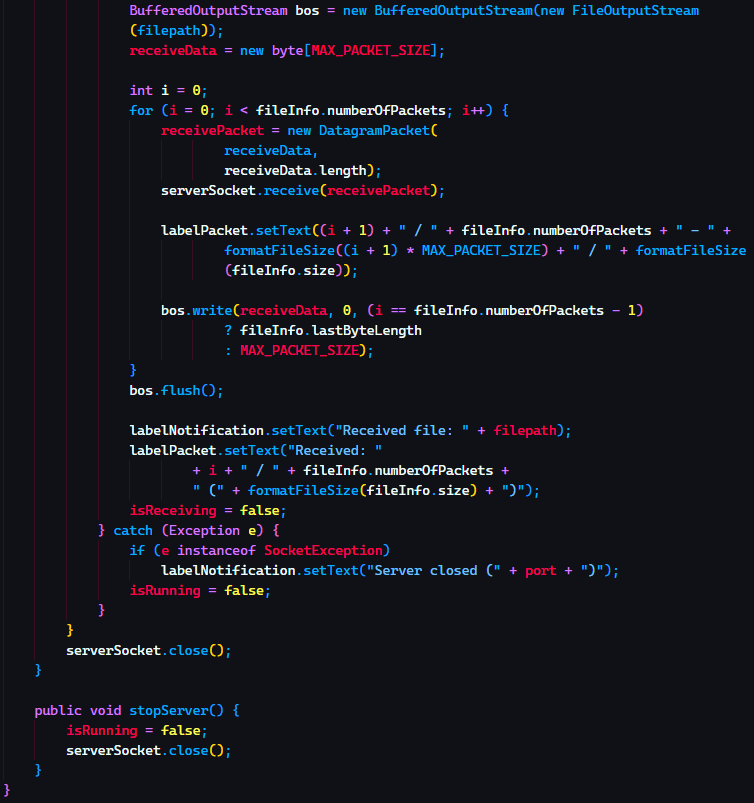 BufferedOutputStream bos = new BufferedOutputStream(new FileOutputStream
(filepath));
receiveData = new byte[MAX_PACKET_SIZE];
int i = 0;
for (i = 0; i < fileInfo.numberOfPackets; i++) {
receivePacket = new DatagramPacket(
receiveData,
receiveData.length);
serverSocket.receive(receivePacket);
labelPacket.setText((i + 1) + " / " + fileInfo.numberOfPackets + " - " +
formatFileSize((i + 1) * MAX_PACKET_SIZE) + " / " + formatFileSize
(fileInfo.size));
bos.write(receiveData, 0, (i == fileInfo.numberOfPackets - 1)
? fileInfo.lastByteLength
: MAX_PACKET_SIZE);
}
bos.flush();
labelNotification.setText("Received file: " + filepath);
labelPacket.setText("Received: "
+ i + " / " + fileInfo.numberOfPackets +
" (" + formatFileSize(fileInfo.size) + ")");
isReceiving = false;
} catch (Exception e) {
if (e instanceof SocketException)
labelNotification.setText("Server closed (" + port + ")");
isRunning = false;
}
}
serverSocket.close();
}
public void stopServer() {
isRunning = false;
serverSocket.close();
}
}